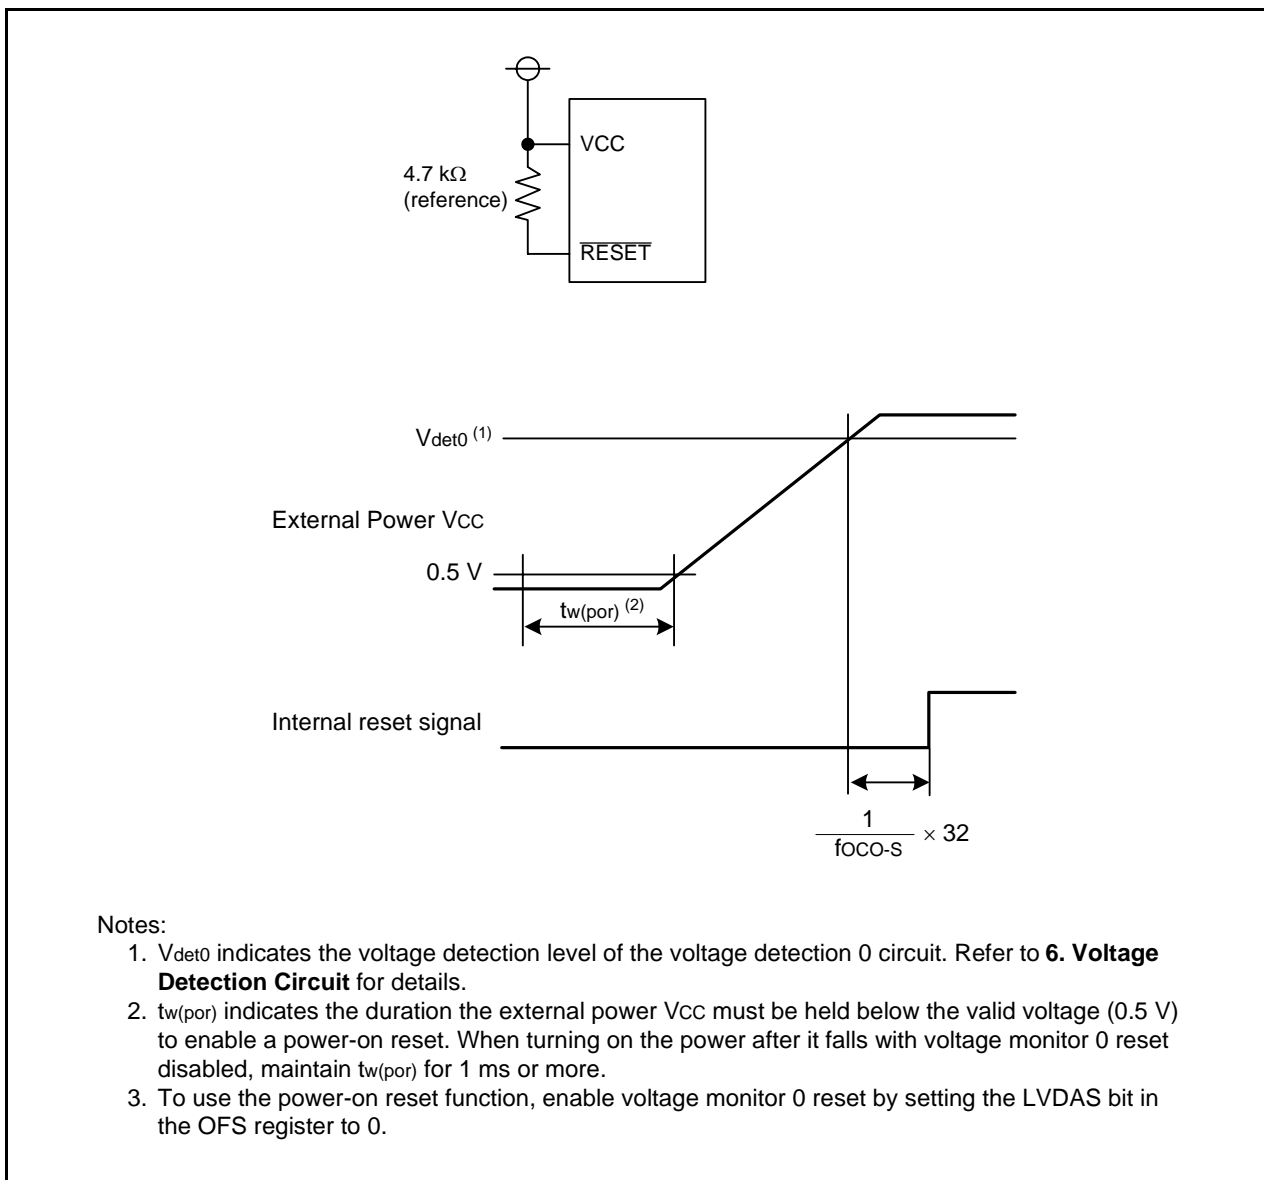 VCC
4.7 kΩ
(reference)
RESET
Vdet0 (1)
External Power VCC
0.5 V
tw(por) (2)
Internal reset signal
1
fOCO-S
× 32
Notes:
1. Vdet0 indicates the voltage detection level of the voltage detection 0 circuit. Refer to 6. Voltage
Detection Circuit for details.
2. tw(por) indicates the duration the external power VCC must be held below the valid voltage (0.5 V)
to enable a power-on reset. When turning on the power after it falls with voltage monitor 0 reset
disabled, maintain tw(por) for 1 ms or more.
3. To use the power-on reset function, enable voltage monitor 0 reset by setting the LVDAS bit in
the OFS register to 0.